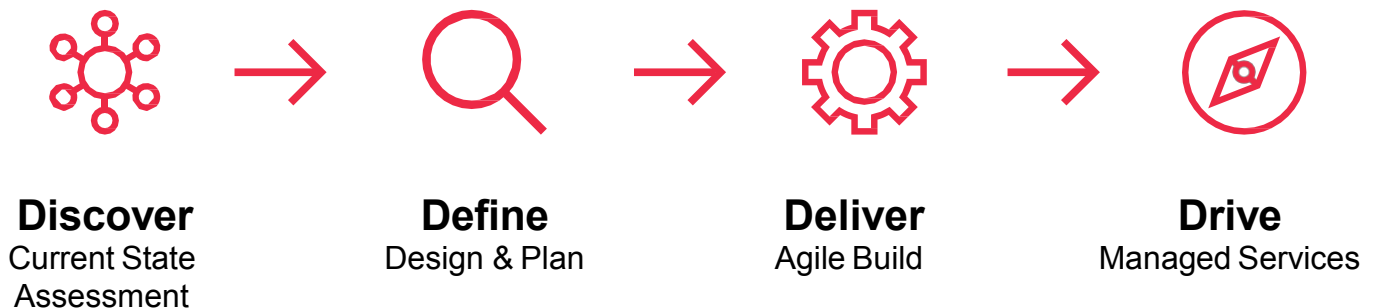 Discover
Current State
Assessment
Define
Design & Plan
Deliver
Agile Build
Drive
Managed Services